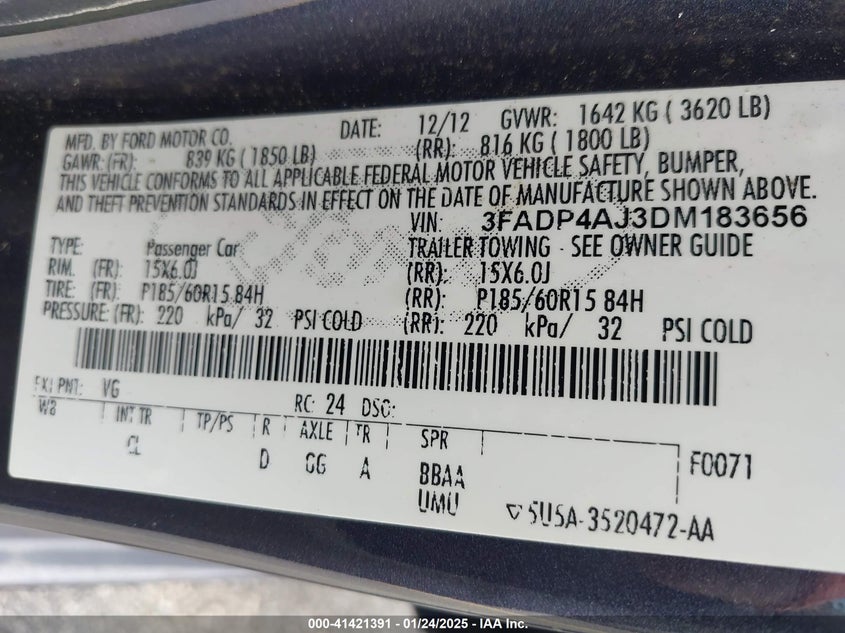 MFD. BY FORD MOTOR CO. DATE: 12/12 GVWR: 1642 KG ( 3620 LB)
GAWR:(FR): 839 KG ( 1850 LB) (RR): 816 KG ( 1800 LB)
THIS VEHICLE CONFORMS TO ALL APPLICABLE FEDERAL MOTOR VEHICLE SAFETY, BUMPER,
AND THEFT PREVENTION STANDARDS IN EFFECT ON THE DATE OF MANUFACTURE SHOWN ABOVE.
VIN: 3FADP4AJ3DM183656
TYPE: Passenger Car TRAILER TOWING - SEE OWNER GUIDE
RIM: (FR): 15X6.0J (RR): 15X6.0J
TIRE: (FR): P185/60R15 84H (RR): P185/60R15 84H
PRESSURE:(FR): 220 kPa/ 32 PSI COLD (RR): 220 kPa/ 32 PSI COLD
EXT PNT: VG RC: 24 DSO:
WB INT TR TP/PS R AXLE TR SPR
CL D GG A BBAA F0071
UMU 5U5A-3520472-AA
000-41421391 - 01/24/2025 - IAAI.COM